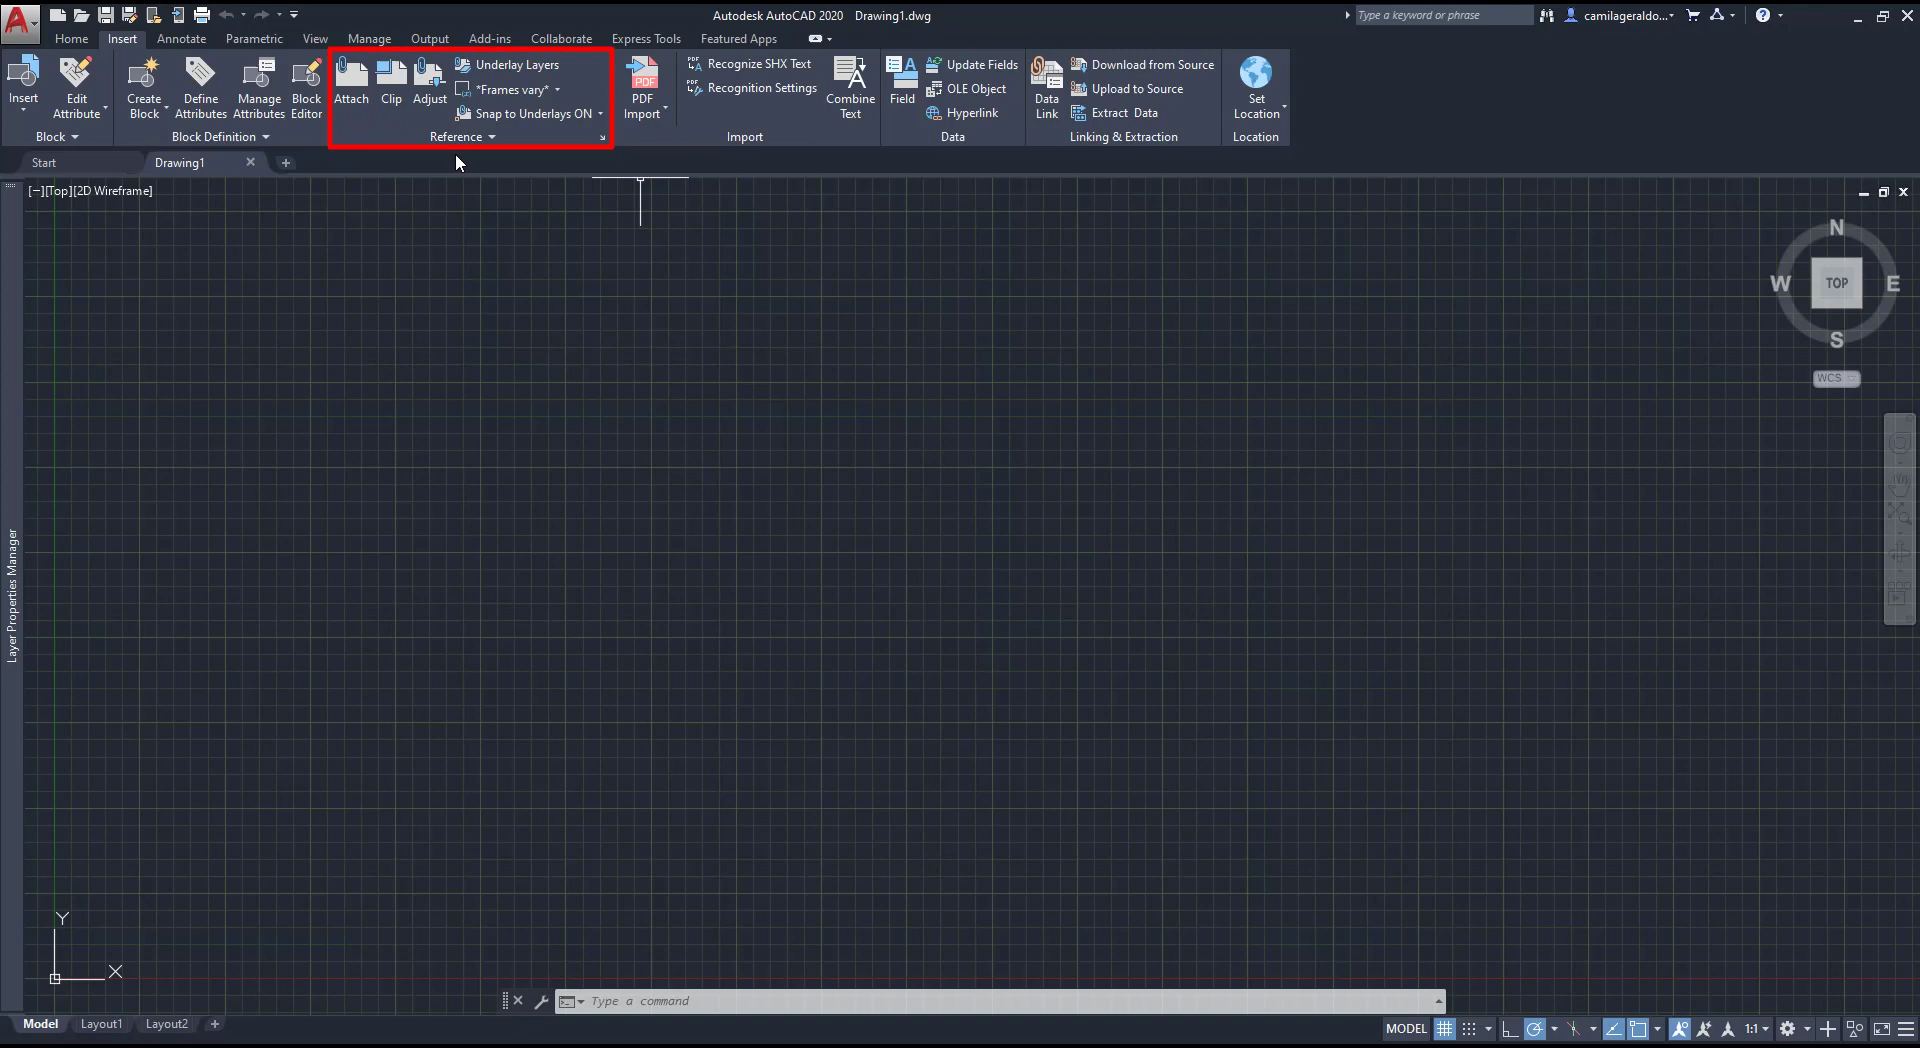 Autodesk AutoCAD 2020 Drawing1.dwg
Type a keyword or phrase
camilageraldo...
Home Insert Annotate Parametric View Manage Output Add-ins Collaborate Express Tools Featured Apps
Insert
Edit
Attribute
Block
Create
Block
Define
Attributes
Manage
Attributes
Block
Editor
Block Definition
Attach
Clip
Adjust
Underlay Layers
*Frames vary*
Snap to Underlays ON
Reference
PDF
PDF
Import
Recognize SHX Text
Recognition Settings
Combine
Text
Import
Field
Update Fields
OLE Object
Hyperlink
Data
Data
Link
Download from Source
Upload to Source
Extract Data
Linking & Extraction
Set
Location
Location
Start
Drawing1
[−][Top][2D Wireframe]
N
W
TOP
E
S
WCS
Layer Properties Manager
Y
X
Type a command
Model Layout1 Layout2
MODEL
1:1